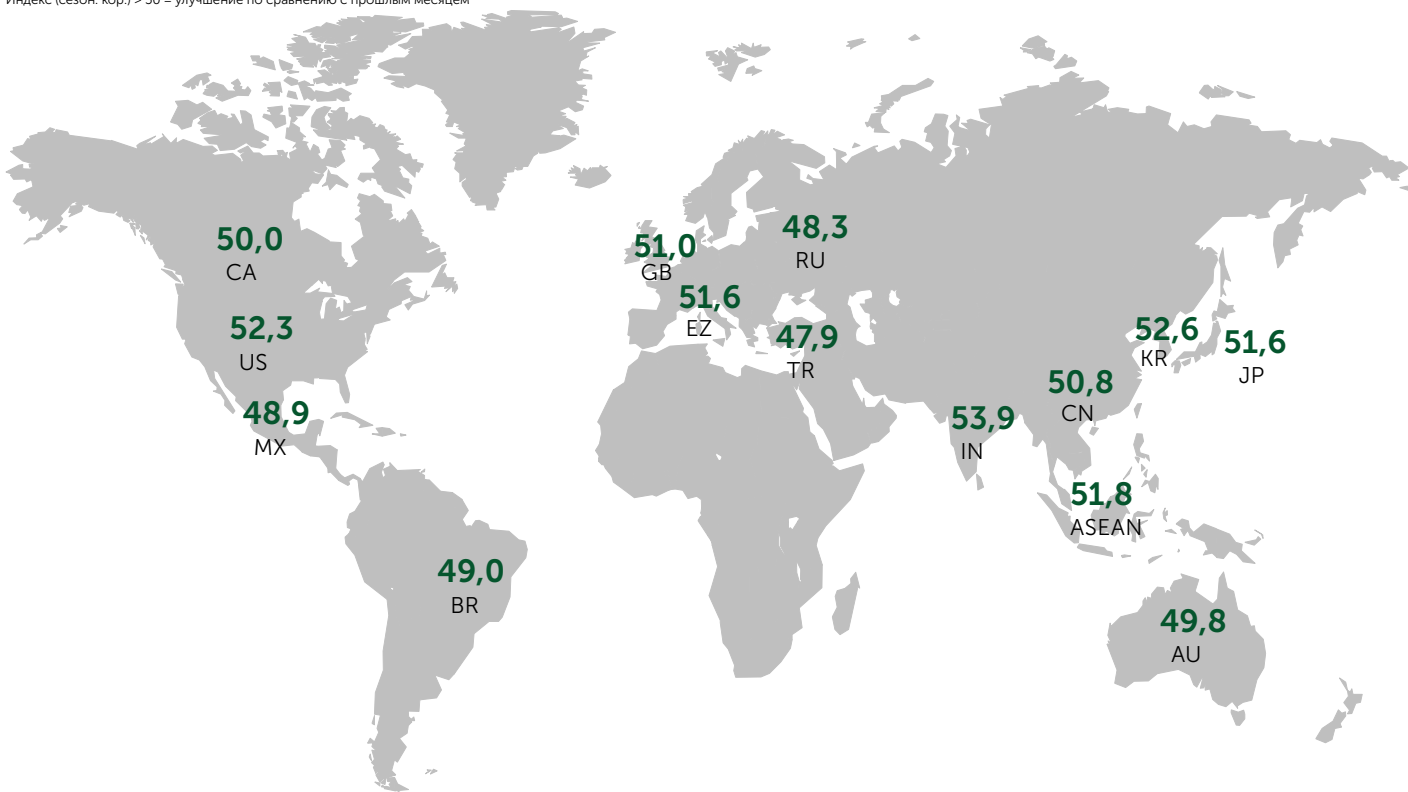 Индекс (сезон. кор.) > 50 = улучшение по сравнению с прошлым месяцем
50,0
CA
52,3
US
48,9
MX
49,0
BR
51,0
GB
51,6
EZ
48,3
RU
47,9
TR
53,9
IN
50,8
CN
52,6
KR
51,6
JP
51,8
ASEAN
49,8
AU